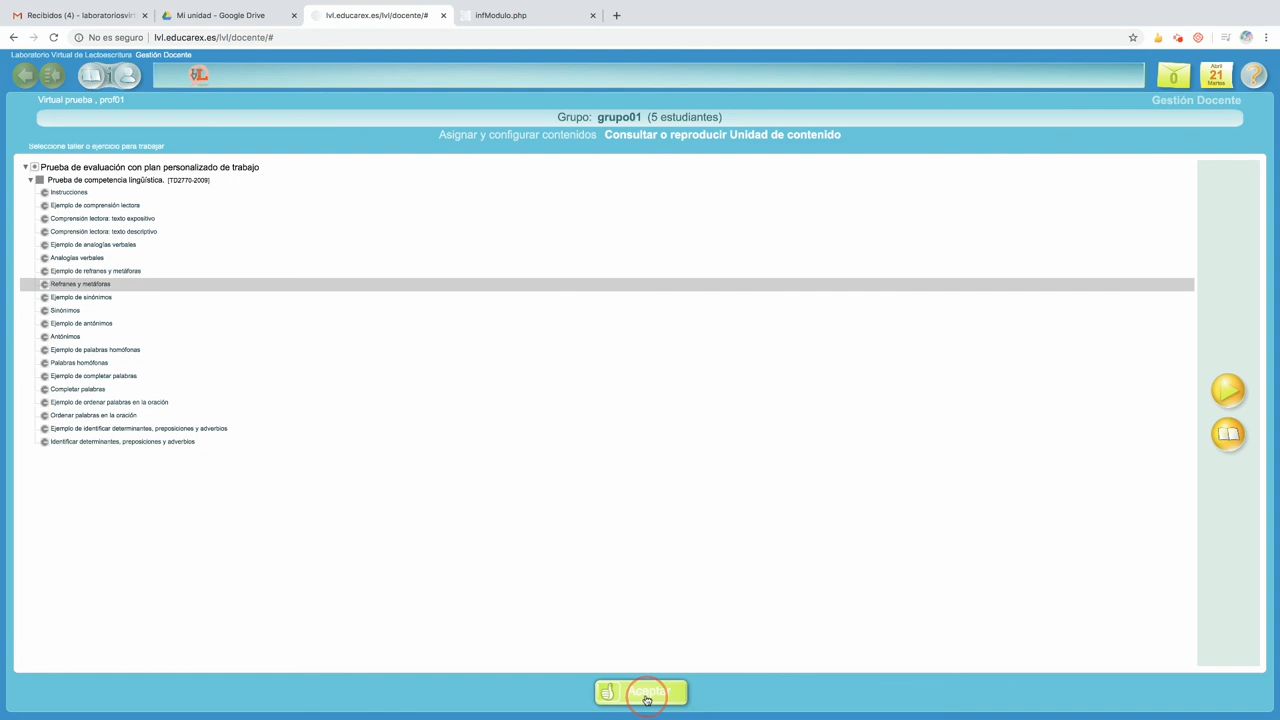 Recibidos (4) - laboratoriosvirt
Mi unidad - Google Drive
lvl.educarex.es/lvl/docente/#
infModulo.php
No es seguro
lvl.educarex.es/lvl/docente/#
Laboratorio Virtual de Lectoescritura Gestión Docente
0
Abril
21
Martes
?
Virtual prueba , prof01
Gestión Docente
Grupo: grupo01 (5 estudiantes)
Asignar y configurar contenidos Consultar o reproducir Unidad de contenido
Seleccione taller o ejercicio para trabajar
Prueba de evaluación con plan personalizado de trabajo
Prueba de competencia lingüística. [TD2770-2009]
Instrucciones
Ejemplo de comprensión lectora
Comprensión lectora: texto expositivo
Comprensión lectora: texto descriptivo
Ejemplo de analogías verbales
Analogías verbales
Ejemplo de refranes y metáforas
Refranes y metáforas
Ejemplo de sinónimos
Sinónimos
Ejemplo de antónimos
Antónimos
Ejemplo de palabras homófonas
Palabras homófonas
Ejemplo de completar palabras
Completar palabras
Ejemplo de ordenar palabras en la oración
Ordenar palabras en la oración
Ejemplo de identificar determinantes, preposiciones y adverbios
Identificar determinantes, preposiciones y adverbios
Aceptar